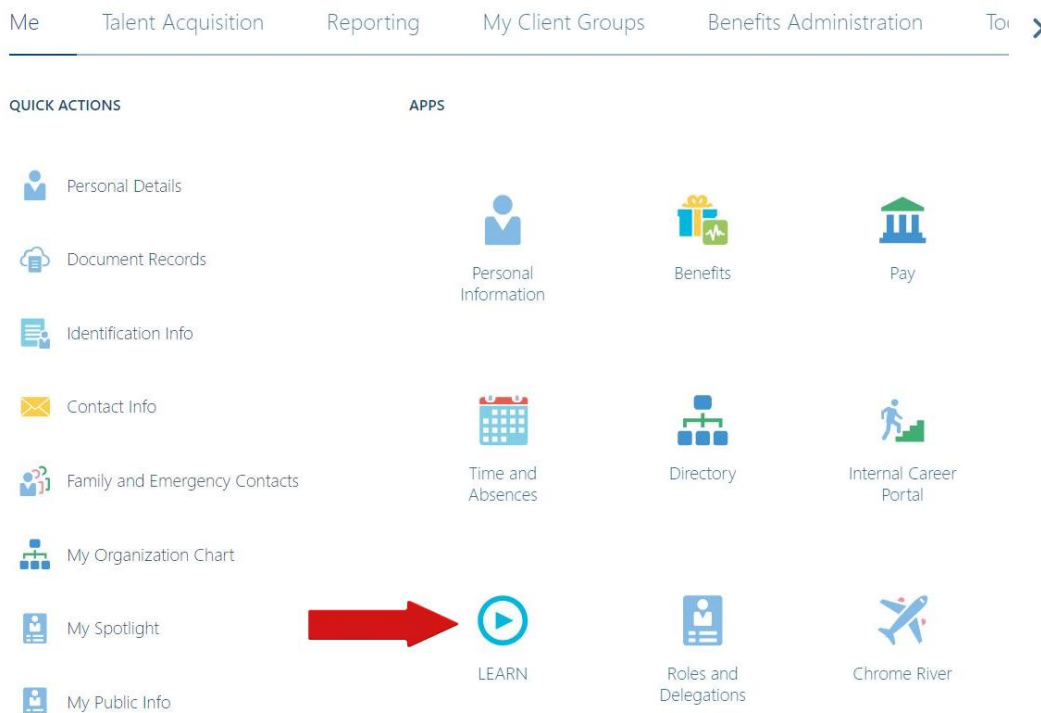 Me
Talent Acquisition
Reporting
My Client Groups
Benefits Administration
QUICK ACTIONS
APPS
Personal Details
Document Records
Identification Info
Contact Info
Family and Emergency Contacts
My Organization Chart
My Spotlight
My Public Info
Personal
Information
Benefits
Pay
Time and
Absences
Directory
Internal Career
Portal
LEARN
Roles and
Delegations
Chrome River